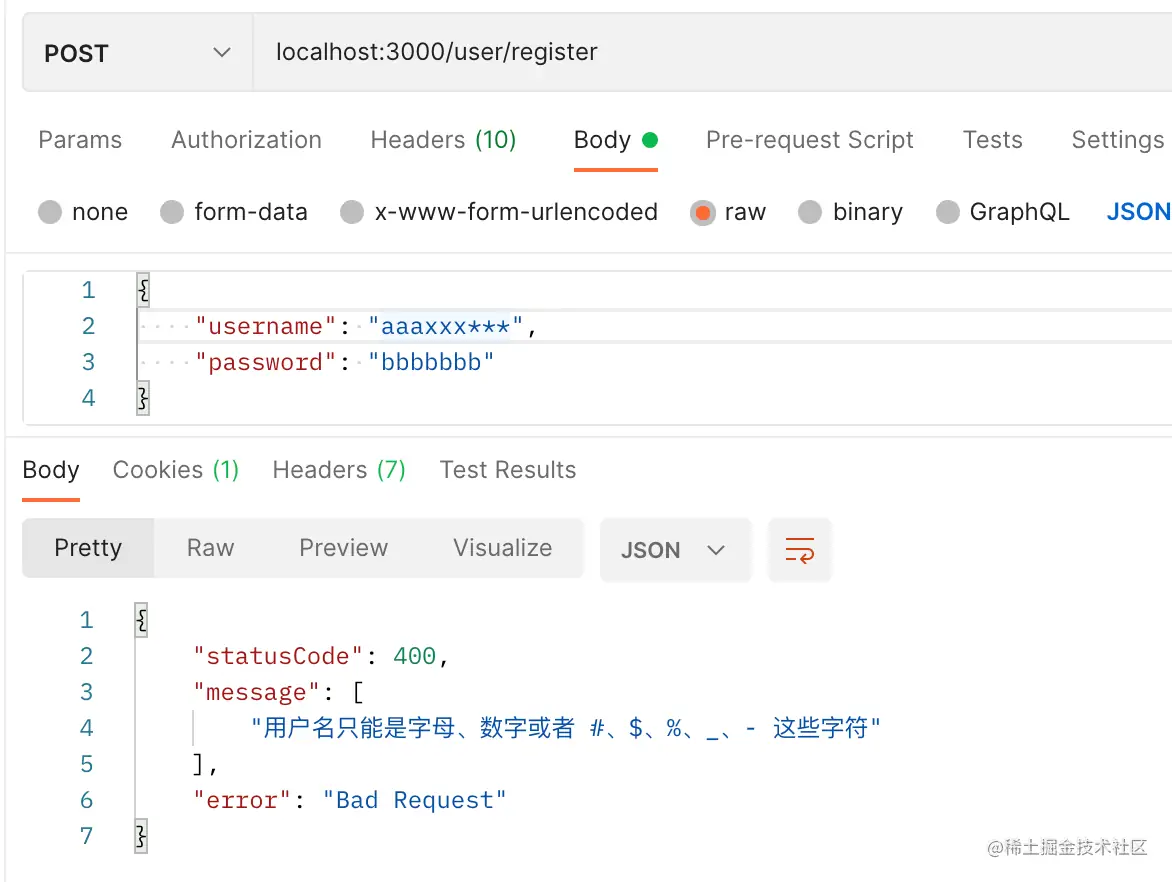 POST localhost:3000/user/register
Params Authorization Headers (10) Body Pre-request Script Tests Settings
none form-data x-www-form-urlencoded raw binary GraphQL JSON
1 {
2 "username": "aaaxxx***",
3 "password": "bbbbbbb"
4 }
Body Cookies (1) Headers (7) Test Results
Pretty Raw Preview Visualize JSON
1 {
2 "statusCode": 400,
3 "message": [
4 "用户名只能是字母、数字或者 #、$、%、_、- 这些字符"
5 ],
6 "error": "Bad Request"
7 }
@稀土掘金技术社区